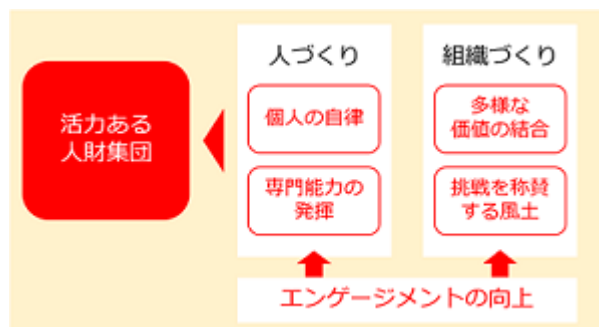 活力ある
人財集団
人づくり
個人の自律
専門能力の
発揮
組織づくり
多様な
価値の結合
挑戦を称賛
する風土
エンゲージメントの向上